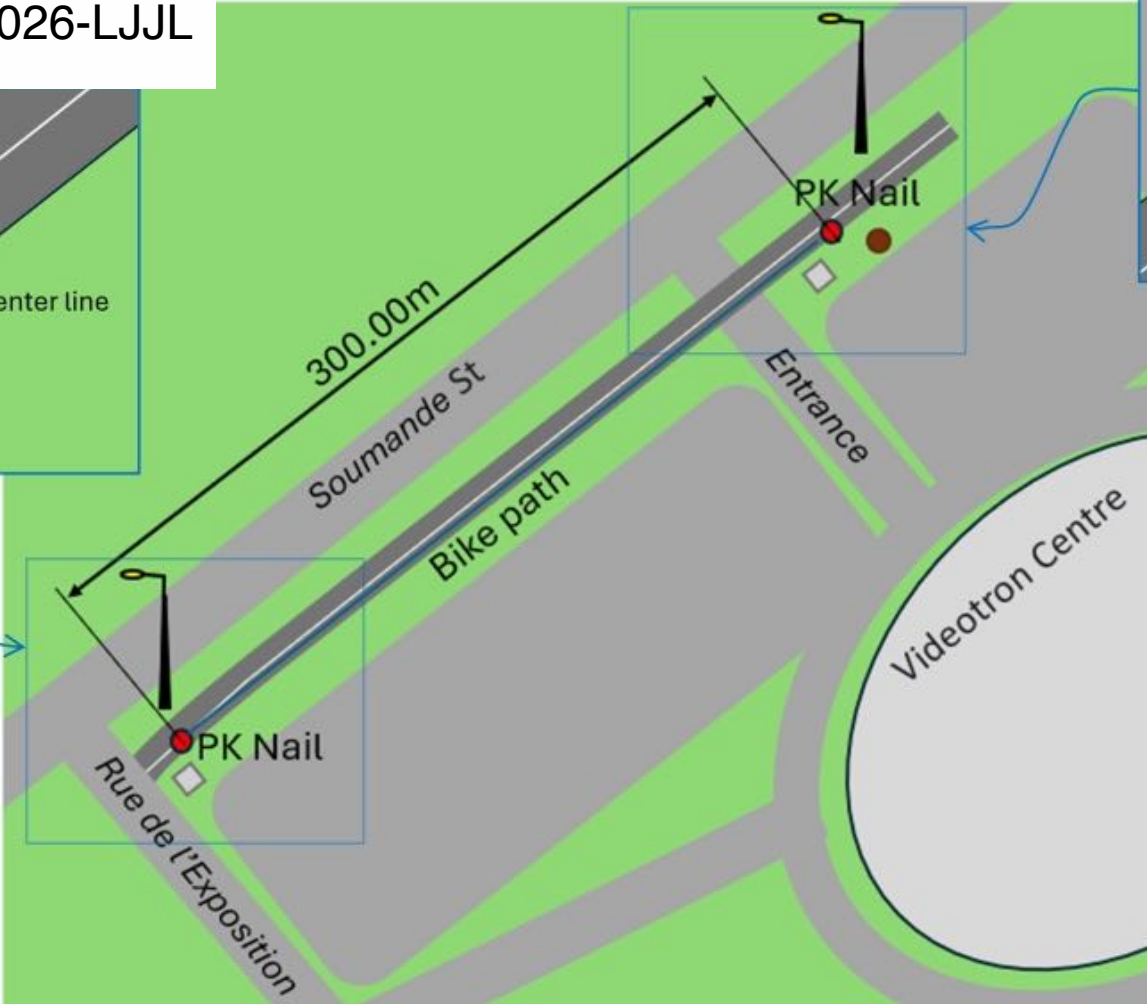 026-LJJL
enter line
PK Nail
300.00m
Soumande St
Entrance
Bike path
Videotron Centre
PK Nail
Rue de l'Exposition